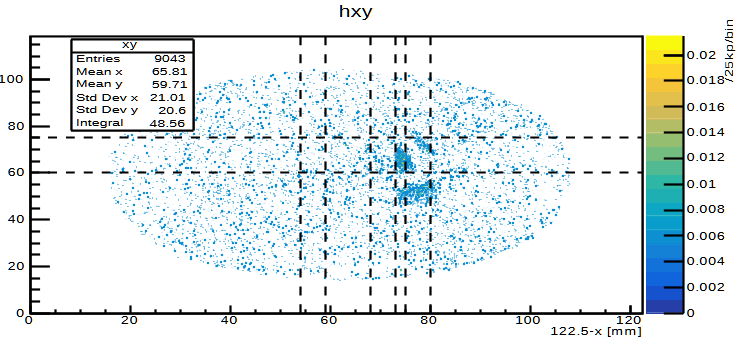 hxy
xy
Entries 9043
Mean x 65.81
Mean y 59.71
Std Dev x 21.01
Std Dev y 20.6
Integral 48.56
100
80
60
40
20
0
0 20 40 60 80 100 120
122.5-x [mm]
0.02
0.018
0.016
0.014
0.012
0.01
0.008
0.006
0.004
0.002
0
/25kp/bin